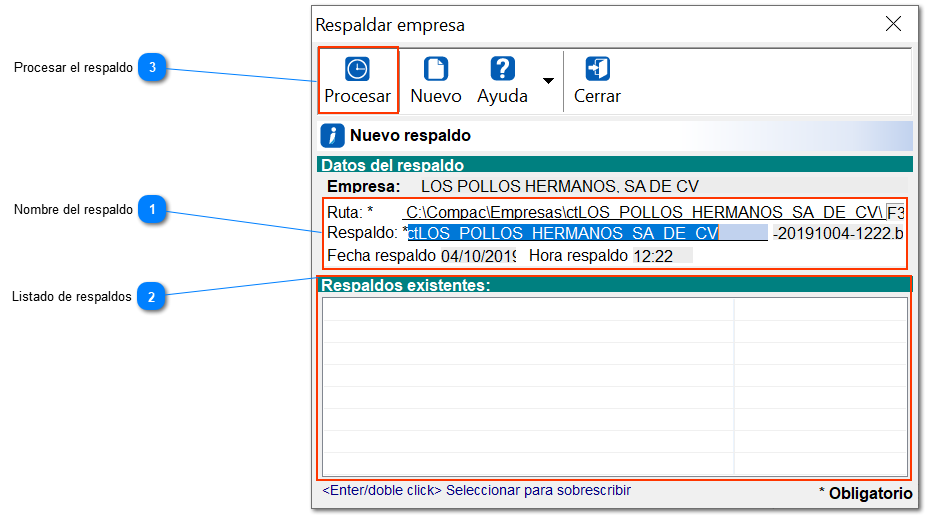 Respaldar empresa
Procesar el respaldo 3
Procesar Nuevo Ayuda Cerrar
Nuevo respaldo
Datos del respaldo
Empresa: LOS POLLOS HERMANOS, SA DE CV
Nombre del respaldo 1
Ruta: * C:\Compac\Empresas\ctLOS_POLLOS_HERMANOS_SA_DE_CV\ F3
Respaldo: * ctLOS_POLLOS_HERMANOS_SA_DE_CV -20191004-1222.b
Fecha respaldo 04/10/2019 Hora respaldo 12:22
Listado de respaldos 2
Respaldos existentes:
<Enter/doble click> Seleccionar para sobrescribir
* Obligatorio